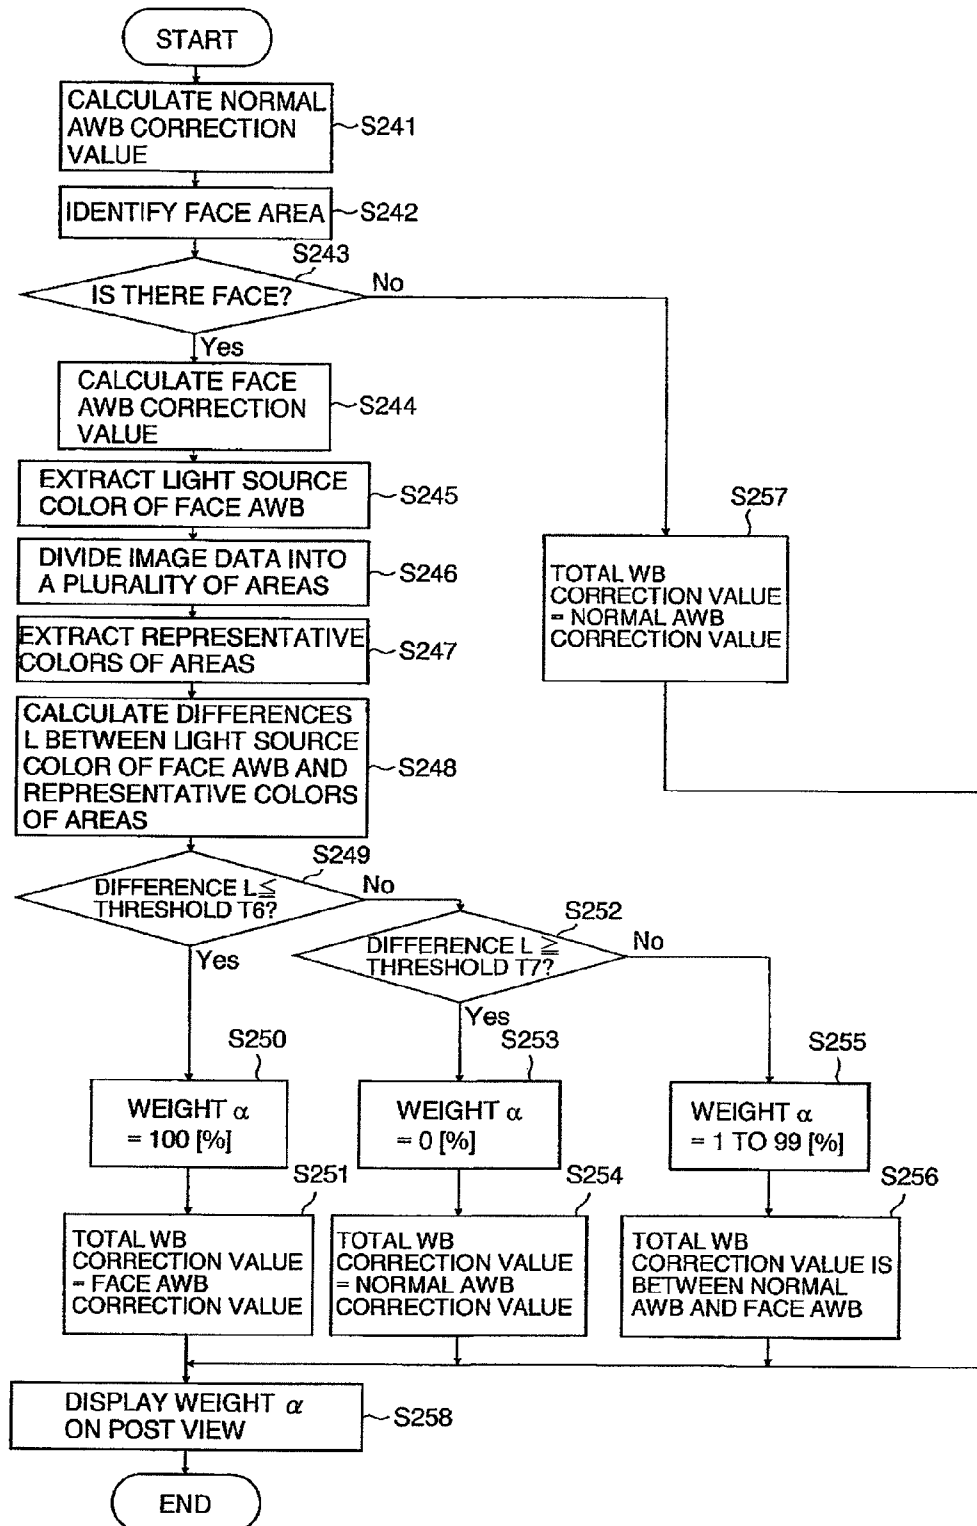 START
CALCULATE NORMAL
AWB CORRECTION
VALUE
S241
IDENTIFY FACE AREA
S242
S243
IS THERE FACE?
No
Yes
CALCULATE FACE
AWB CORRECTION
VALUE
S244
EXTRACT LIGHT SOURCE
COLOR OF FACE AWB
S245
DIVIDE IMAGE DATA INTO
A PLURALITY OF AREAS
S246
EXTRACT REPRESENTATIVE
COLORS OF AREAS
S247
S257
TOTAL WB
CORRECTION VALUE
= NORMAL AWB
CORRECTION VALUE
CALCULATE DIFFERENCES
L BETWEEN LIGHT SOURCE
COLOR OF FACE AWB AND
REPRESENTATIVE COLORS
OF AREAS
S248
S249
DIFFERENCE L ≦
THRESHOLD T6?
No
Yes
S252
DIFFERENCE L ≧
THRESHOLD T7?
No
Yes
S250
WEIGHT α
= 100 [%]
S253
WEIGHT α
= 0 [%]
S255
WEIGHT α
= 1 TO 99 [%]
S251
TOTAL WB
CORRECTION VALUE
= FACE AWB
CORRECTION VALUE
S254
TOTAL WB
CORRECTION VALUE
= NORMAL AWB
CORRECTION VALUE
S256
TOTAL WB
CORRECTION VALUE IS
BETWEEN NORMAL
AWB AND FACE AWB
DISPLAY WEIGHT α
ON POST VIEW
S258
END